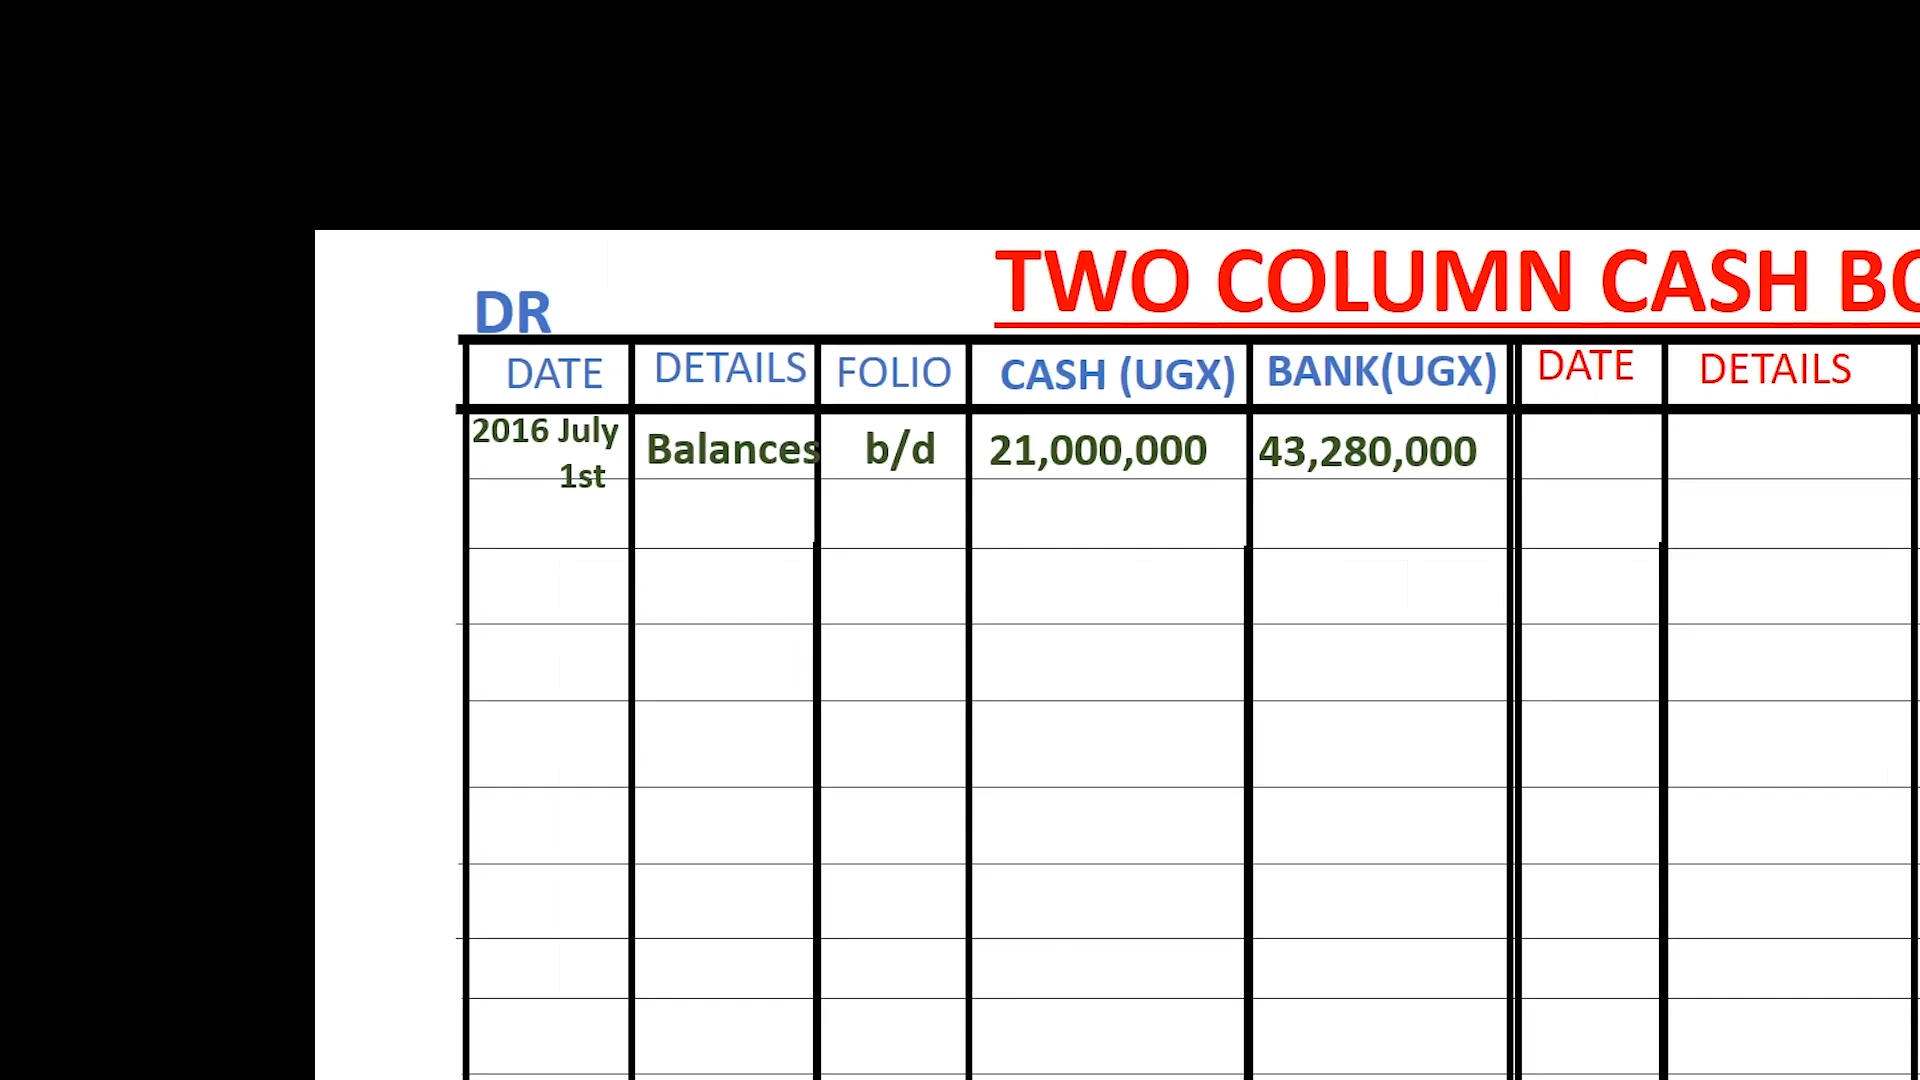 TWO COLUMN CASH
DR
DATE DETAILS FOLIO CASH (UGX) BANK(UGX) DATE DETAILS
2016 July
1st Balances b/d 21,000,000 43,280,000